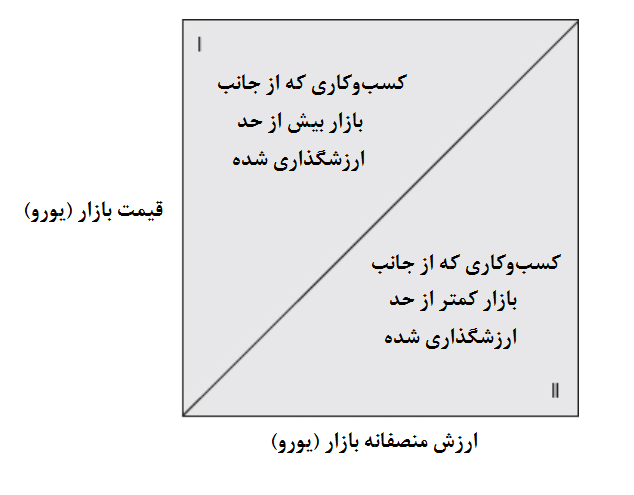 I
کسب‌وکاری که از جانب
بازار بیش از حد
ارزشگذاری شده
قیمت بازار (یورو)
کسب‌وکاری که از جانب
بازار کمتر از حد
ارزشگذاری شده
II
ارزش منصفانه بازار (یورو)